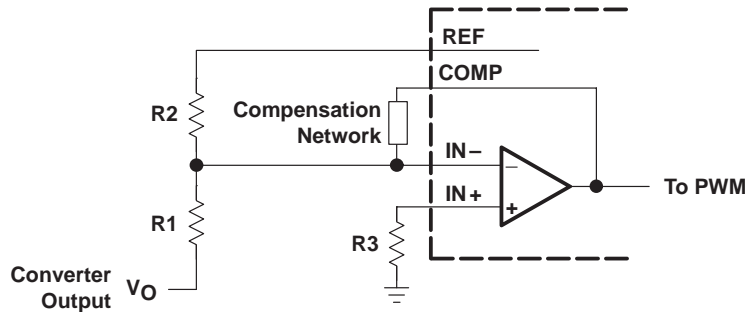 REF
COMP
R2
Compensation
Network
IN−
−
IN+
+
To PWM
R1
R3
Converter
Output
VO